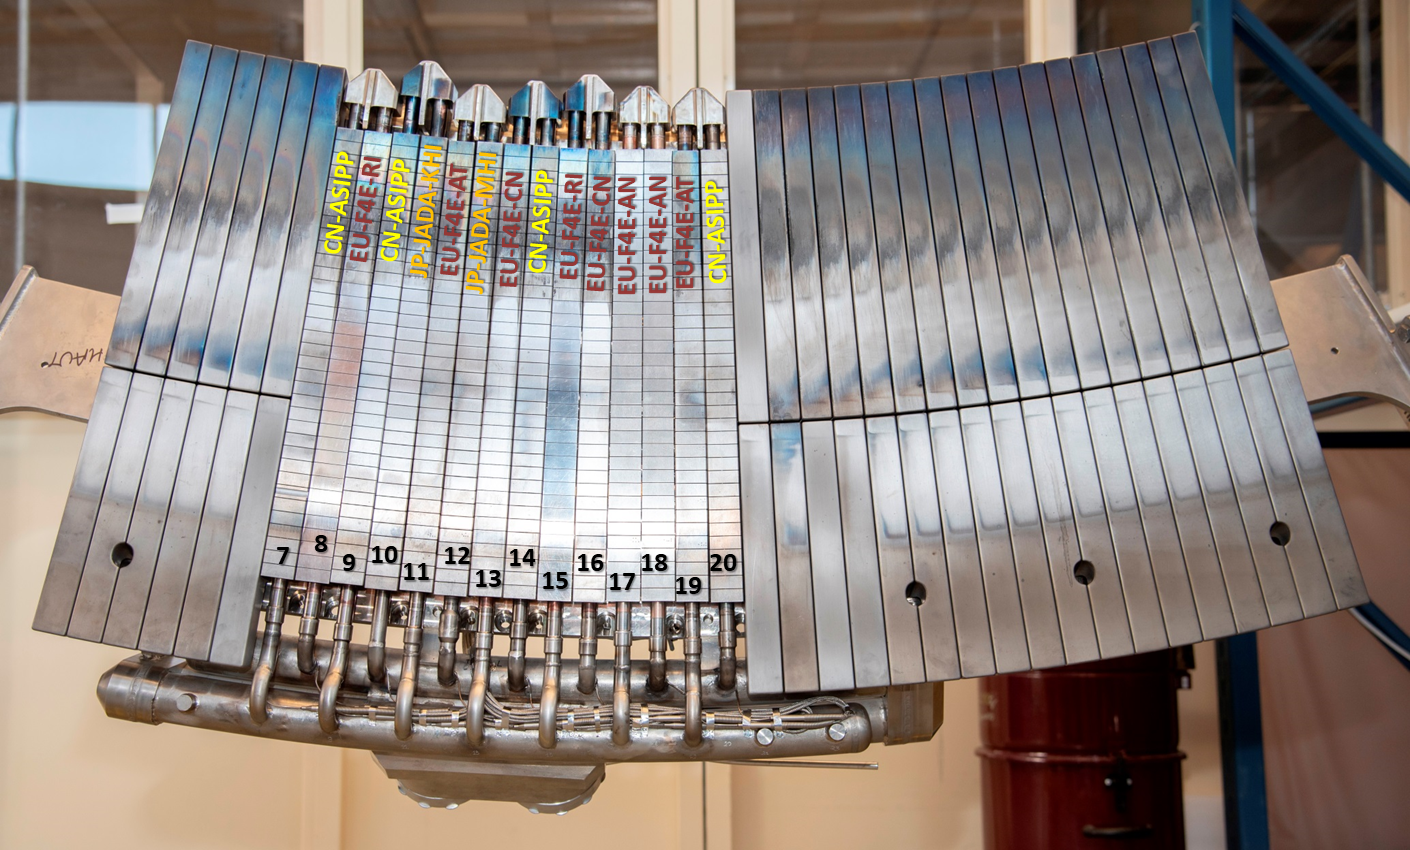 CN-ASIPP
EU-F4E-RI
CN-ASIPP
JP-JADA-KHI
EU-F4E-AT
JP-JADA-MHI
EU-F4E-CN
CN-ASIPP
EU-F4E-RI
EU-F4E-CN
EU-F4E-AN
EU-F4E-AN
EU-F4E-AT
CN-ASIPP
HAUT
7
8
9
10
11
12
13
14
15
16
17
18
19
20